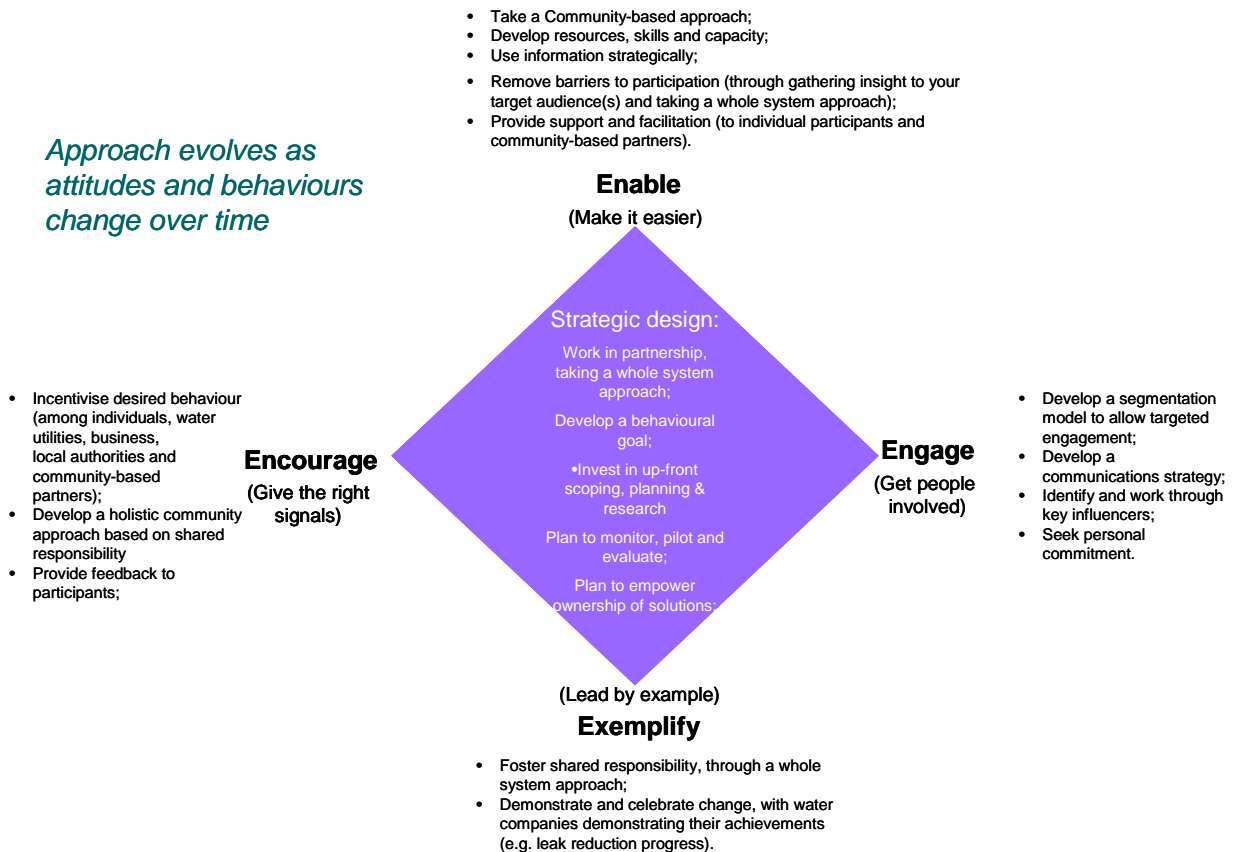 • Take a Community-based approach;
• Develop resources, skills and capacity;
• Use information strategically;
• Remove barriers to participation (through gathering insight to your
target audience(s) and taking a whole system approach);
• Provide support and facilitation (to individual participants and
community-based partners).
Approach evolves as
attitudes and behaviours
change over time
Enable
(Make it easier)
Strategic design:
Work in partnership,
taking a whole system
approach;
Develop a behavioural
goal;
•Invest in up-front
scoping, planning &
research
Plan to monitor, pilot and
evaluate;
Plan to empower
ownership of solutions;
• Incentivise desired behaviour
(among individuals, water
utilities, business,
local authorities and
community-based
partners);
• Develop a holistic community
approach based on shared
responsibility
• Provide feedback to
participants;
Encourage
(Give the right
signals)
Engage
(Get people
involved)
• Develop a segmentation
model to allow targeted
engagement;
• Develop a
communications strategy;
• Identify and work through
key influencers;
• Seek personal
commitment.
(Lead by example)
Exemplify
• Foster shared responsibility, through a whole
system approach;
• Demonstrate and celebrate change, with water
companies demonstrating their achievements
(e.g. leak reduction progress).